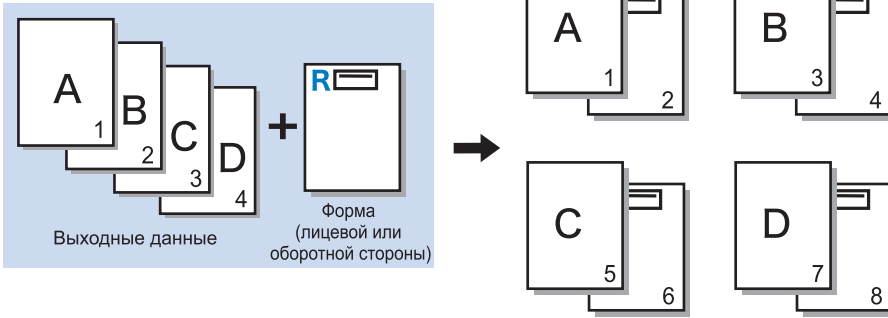 A
1
B
2
C
3
D
4
R
Форма
(лицевой или
оборотной стороны)
Выходные данные
A
1
2
B
3
4
C
5
6
D
7
8